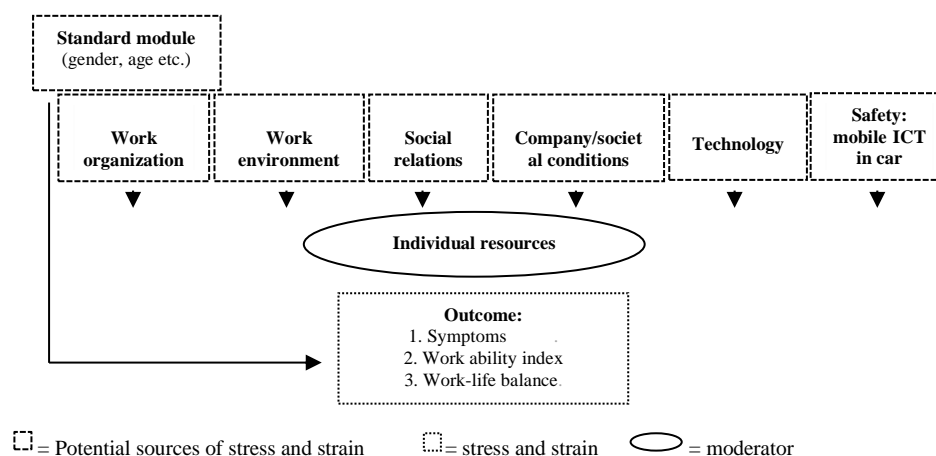 Standard module
(gender, age etc.)
Work
organization
Work
environment
Social
relations
Company/societ
al conditions
Technology
Safety:
mobile ICT
in car
Individual resources
Outcome:
1. Symptoms
2. Work ability index
3. Work-life balance.
= Potential sources of stress and strain
= stress and strain
= moderator